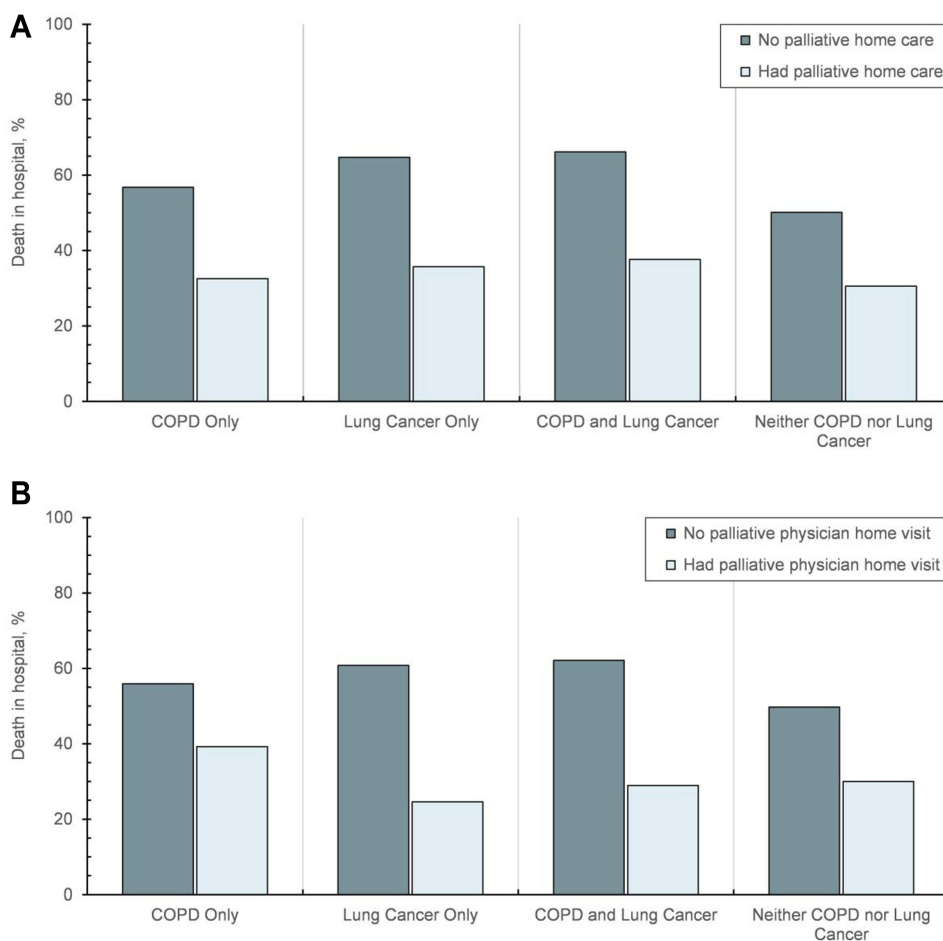 A
100
80
60
40
20
0
Death in hospital, %
No palliative home care
Had palliative home care
COPD Only
Lung Cancer Only
COPD and Lung Cancer
Neither COPD nor Lung
Cancer
B
100
80
60
40
20
0
Death in hospital, %
No palliative physician home visit
Had palliative physician home visit
COPD Only
Lung Cancer Only
COPD and Lung Cancer
Neither COPD nor Lung
Cancer